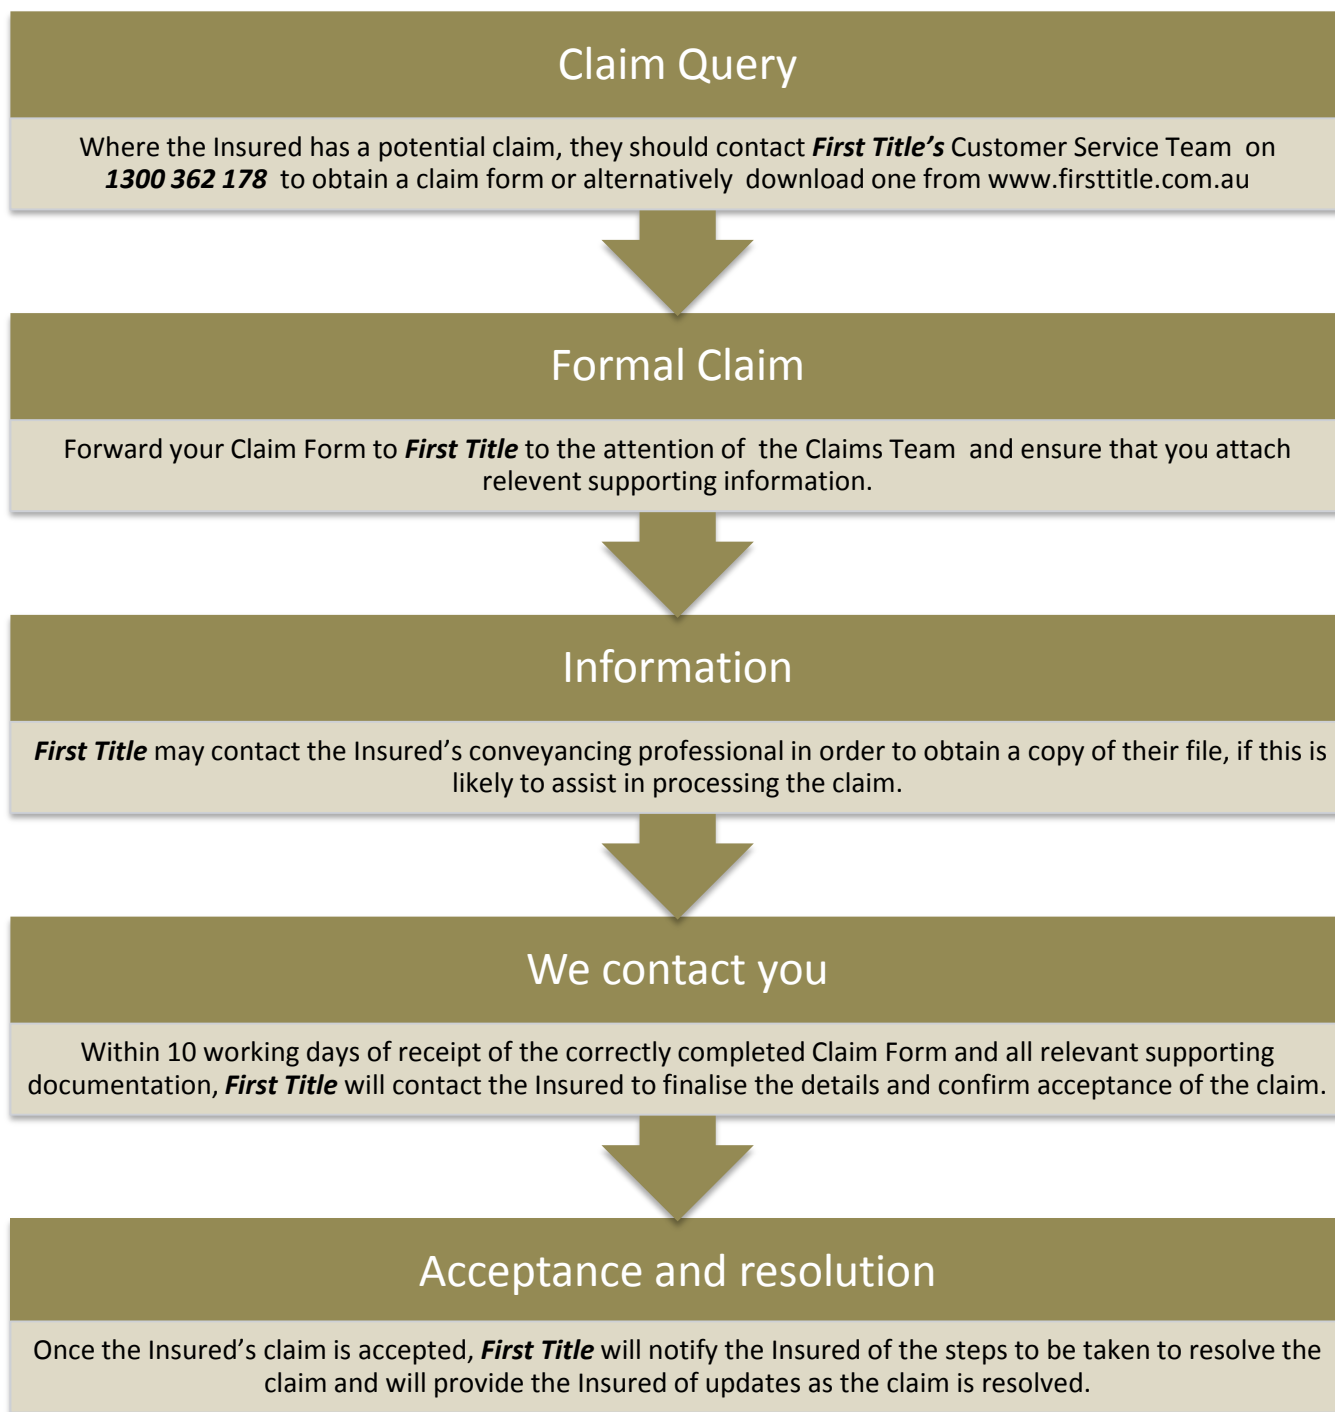 Claim Query
Where the Insured has a potential claim, they should contact First Title's Customer Service Team on
1300 362 178 to obtain a claim form or alternatively download one from www.firsttitle.com.au
Formal Claim
Forward your Claim Form to First Title to the attention of the Claims Team and ensure that you attach
relevent supporting information.
Information
First Title may contact the Insured’s conveyancing professional in order to obtain a copy of their file, if this is
likely to assist in processing the claim.
We contact you
Within 10 working days of receipt of the correctly completed Claim Form and all relevant supporting
documentation, First Title will contact the Insured to finalise the details and confirm acceptance of the claim.
Acceptance and resolution
Once the Insured’s claim is accepted, First Title will notify the Insured of the steps to be taken to resolve the
claim and will provide the Insured of updates as the claim is resolved.